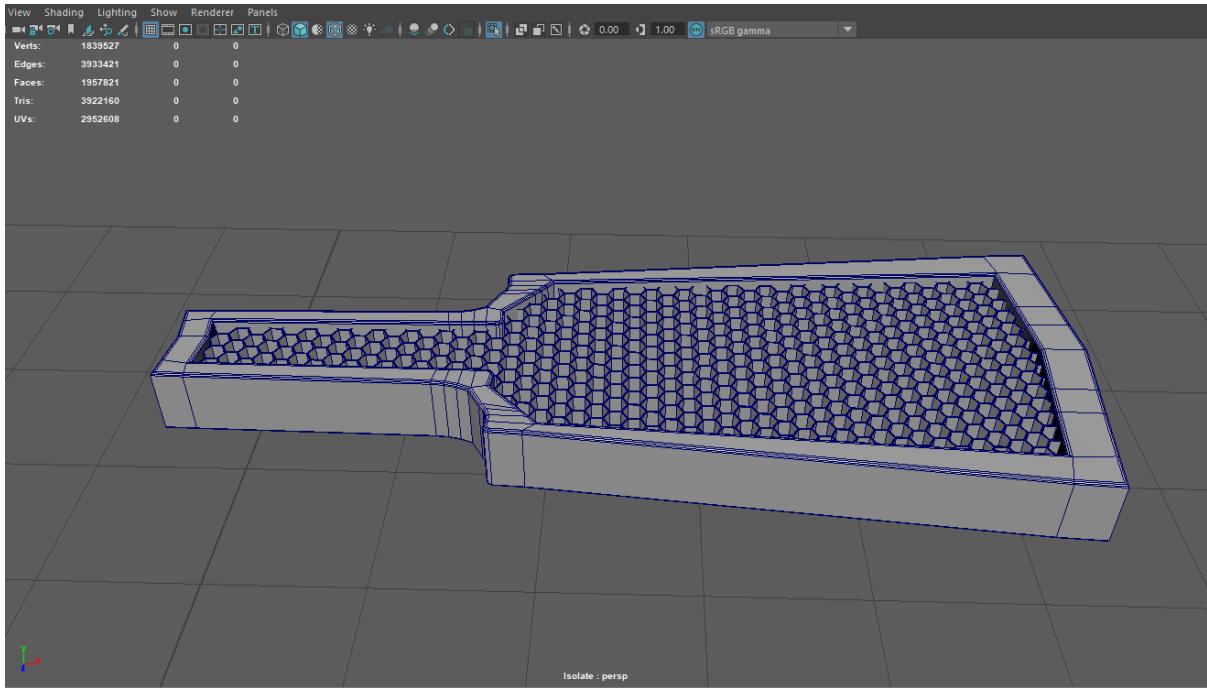 View Shading Lighting Show Renderer Panels
0.00 1.00 ON sRGB gamma
Verts: 1839527 0 0
Edges: 3933421 0 0
Faces: 1957821 0 0
Tris: 3922160 0 0
UVs: 2952608 0 0
y
x
z
Isolate : persp